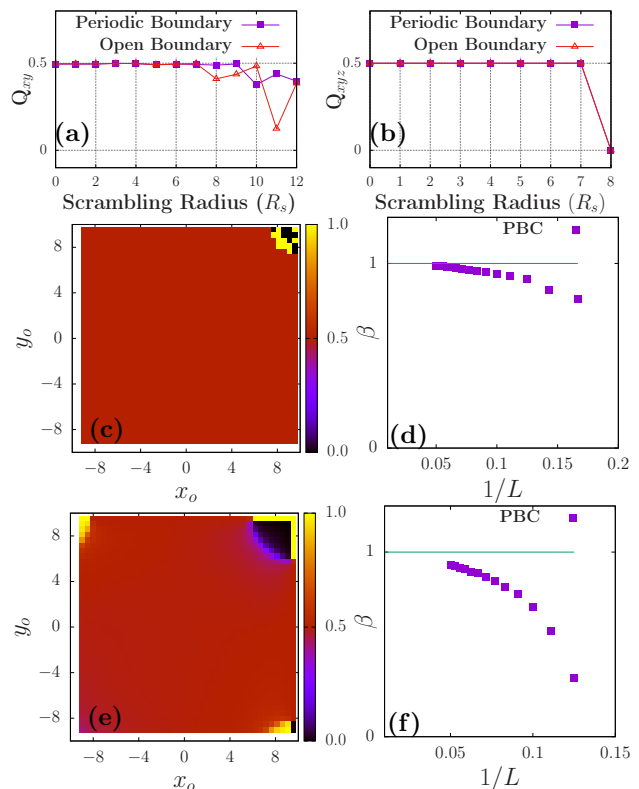 Periodic Boundary
Open Boundary
0.5
0
Q_xy
(a)
0 2 4 6 8 10 12
Scrambling Radius (R_s)
Periodic Boundary
Open Boundary
0.5
0
Q_xyz
(b)
0 1 2 3 4 5 6 7 8
Scrambling Radius (R_s)
8
4
0
−4
−8
y_o
(c)
−8 −4 0 4 8
x_o
1.0
0.5
0.0
PBC
1
0
β
(d)
0.05 0.1 0.15 0.2
1/L
8
4
0
−4
−8
y_o
(e)
−8 −4 0 4 8
x_o
1.0
0.5
0.0
PBC
1
0
β
(f)
0.05 0.1 0.15
1/L